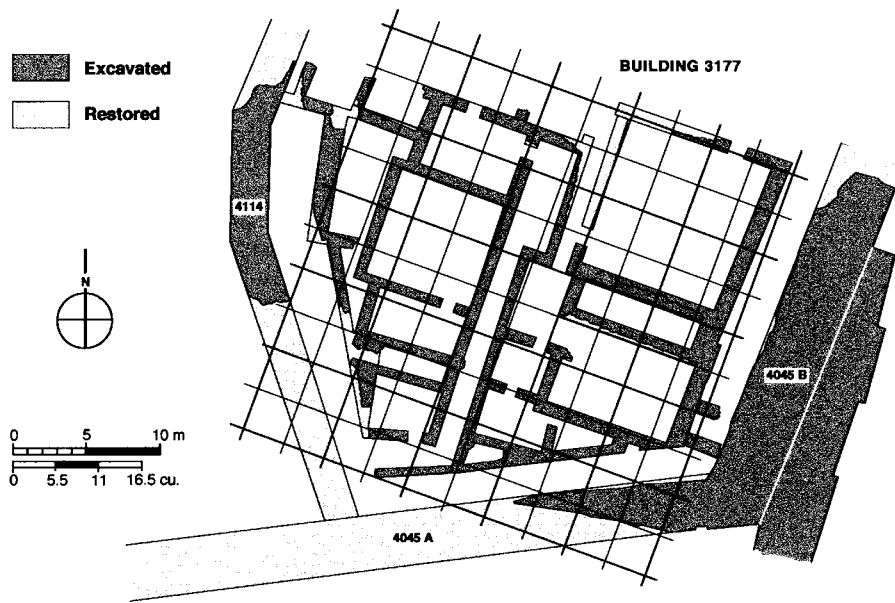 Excavated
Restored
BUILDING 3177
4114
N
4045 B
0 5 10 m
0 5.5 11 16.5 cu.
4045 A